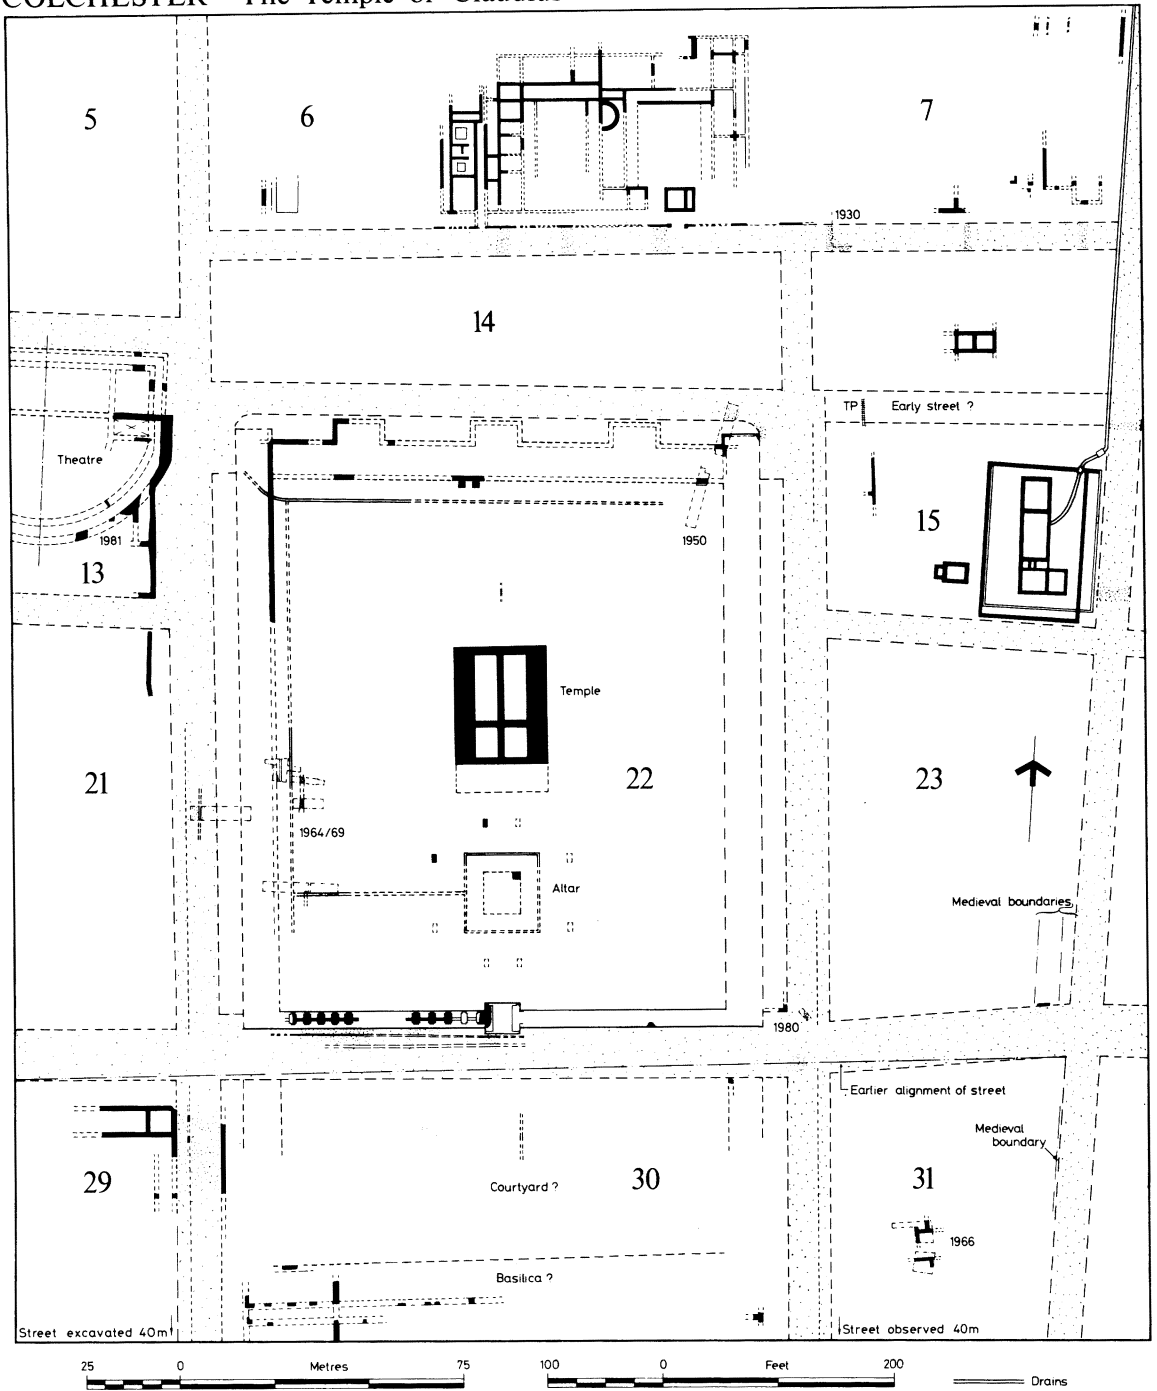 COLCHESTER The Temple of Claudius
5
6
7
1930
14
TP
Early street ?
Theatre
1981
13
1950
15
Temple
21
22
23
1964/69
Altar
Medieval boundaries
1980
Earlier alignment of street
Medieval
boundary
29
Courtyard ?
30
31
1966
Basilica ?
Street excavated 40m
Street observed 40m
25 0 Metres 75
100 0 Feet 200
Drains